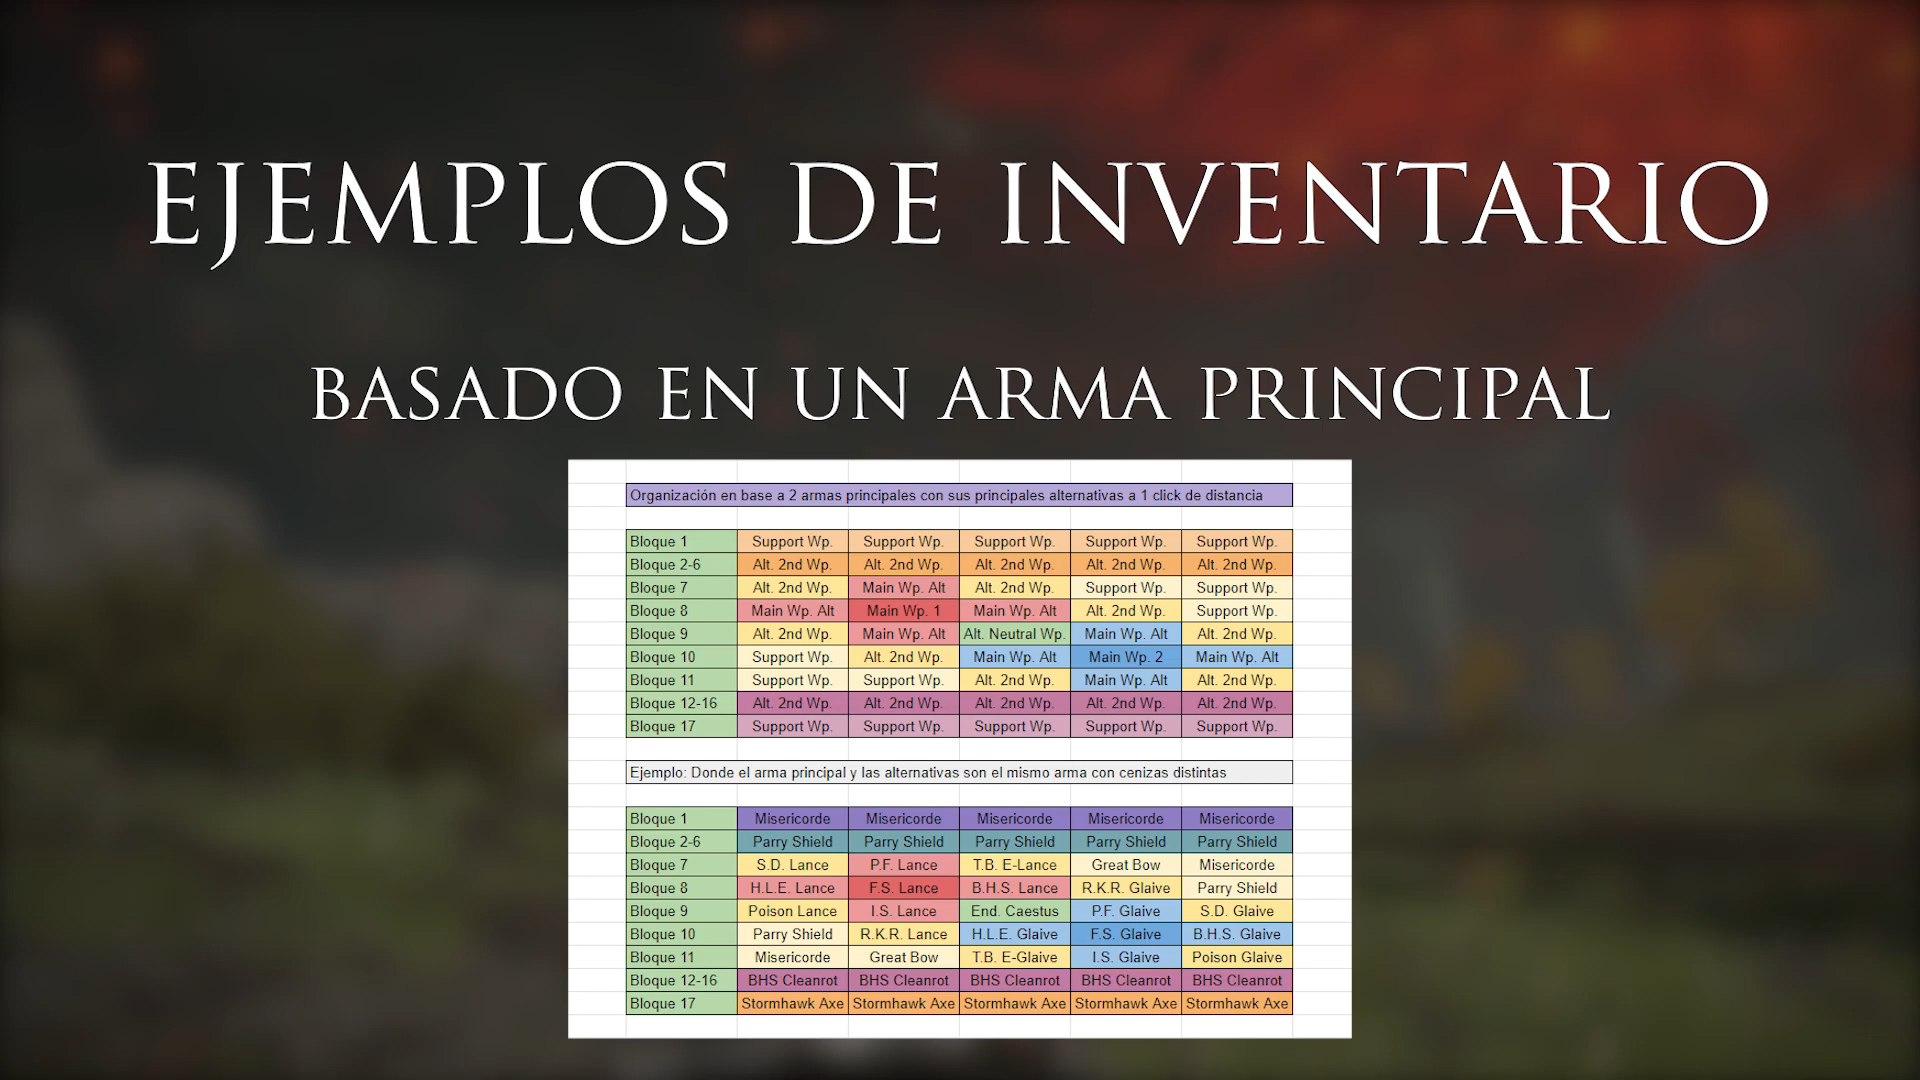 EJEMPLOS DE INVENTARIO
BASADO EN UN ARMA PRINCIPAL
Organización en base a 2 armas principales con sus principales alternativas a 1 click de distancia
Bloque 1 Support Wp. Support Wp. Support Wp. Support Wp. Support Wp.
Bloque 2-6 Alt. 2nd Wp. Alt. 2nd Wp. Alt. 2nd Wp. Alt. 2nd Wp. Alt. 2nd Wp.
Bloque 7 Alt. 2nd Wp. Main Wp. Alt Alt. 2nd Wp. Support Wp. Support Wp.
Bloque 8 Main Wp. Alt Main Wp. 1 Main Wp. Alt Alt. 2nd Wp. Support Wp.
Bloque 9 Alt. 2nd Wp. Main Wp. Alt Alt. Neutral Wp. Main Wp. Alt Alt. 2nd Wp.
Bloque 10 Support Wp. Alt. 2nd Wp. Main Wp. Alt Main Wp. 2 Main Wp. Alt
Bloque 11 Support Wp. Support Wp. Alt. 2nd Wp. Main Wp. Alt Alt. 2nd Wp.
Bloque 12-16 Alt. 2nd Wp. Alt. 2nd Wp. Alt. 2nd Wp. Alt. 2nd Wp. Alt. 2nd Wp.
Bloque 17 Support Wp. Support Wp. Support Wp. Support Wp. Support Wp.
Ejemplo: Donde el arma principal y las alternativas son el mismo arma con cenizas distintas
Bloque 1 Misericorde Misericorde Misericorde Misericorde Misericorde
Bloque 2-6 Parry Shield Parry Shield Parry Shield Parry Shield Parry Shield
Bloque 7 S.D. Lance P.F. Lance T.B. E-Lance Great Bow Misericorde
Bloque 8 H.L.E. Lance F.S. Lance B.H.S. Lance R.K.R. Glaive Parry Shield
Bloque 9 Poison Lance I.S. Lance End. Caestus P.F. Glaive S.D. Glaive
Bloque 10 Parry Shield R.K.R. Lance H.L.E. Glaive F.S. Glaive B.H.S. Glaive
Bloque 11 Misericorde Great Bow T.B. E-Glaive I.S. Glaive Poison Glaive
Bloque 12-16 BHS Cleanrot BHS Cleanrot BHS Cleanrot BHS Cleanrot BHS Cleanrot
Bloque 17 Stormhawk Axe Stormhawk Axe Stormhawk Axe Stormhawk Axe Stormhawk Axe